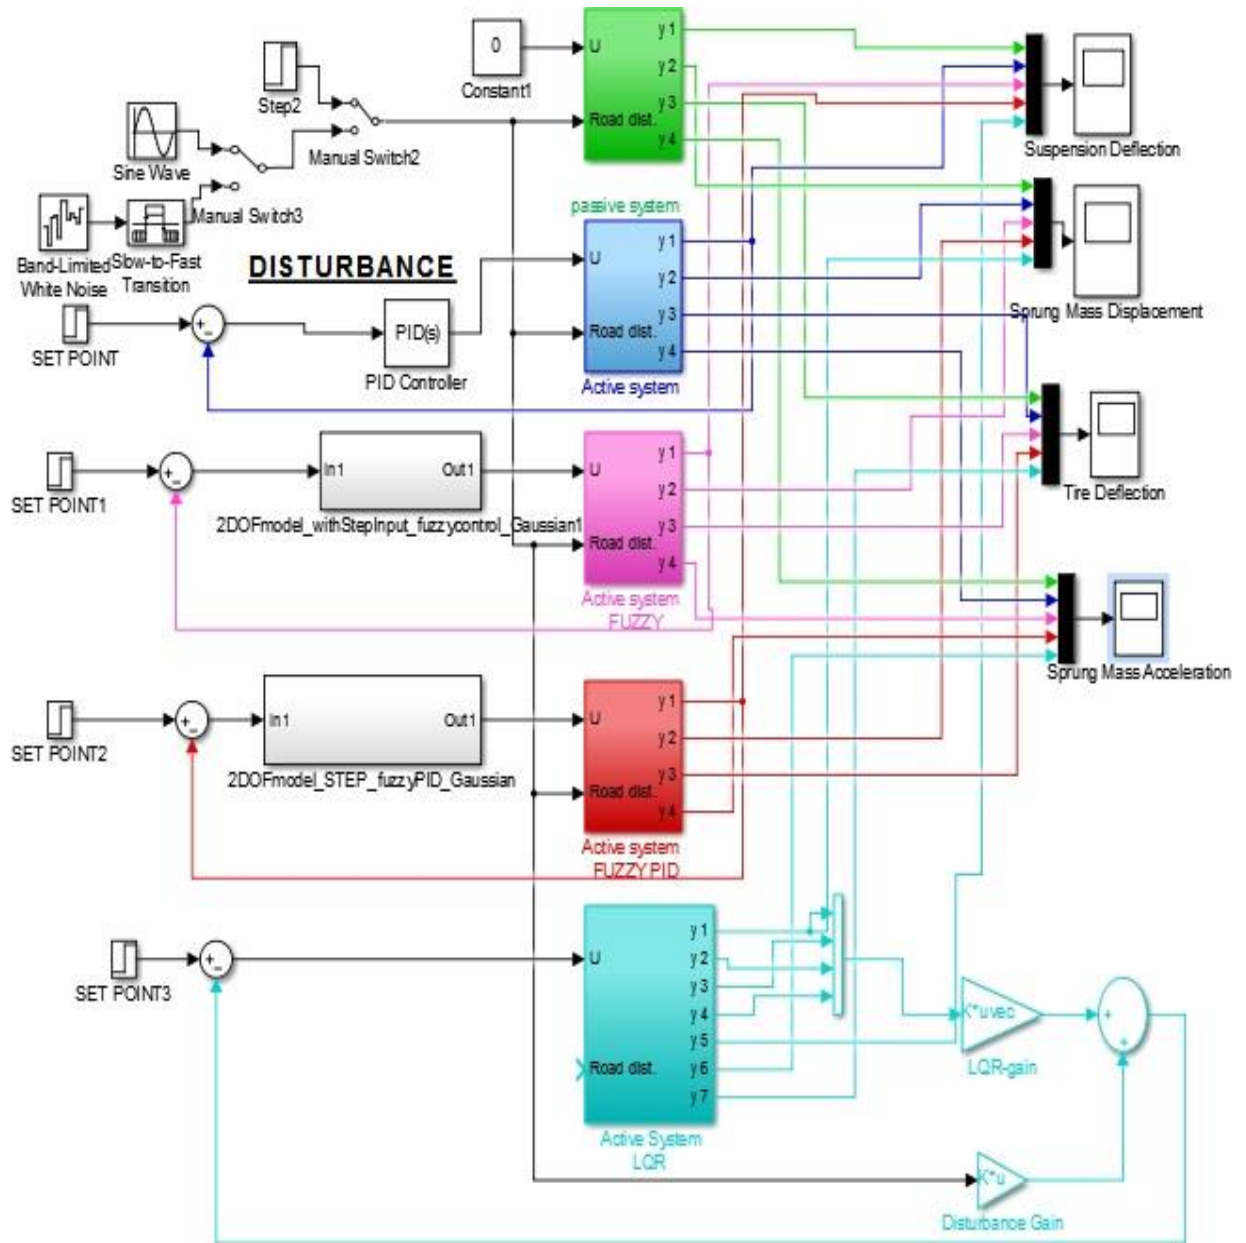 0
Constant1
Step2
Manual Switch2
Sine Wave
Manual Switch3
Band-Limited
White Noise
Slow-to-Fast
Transition
DISTURBANCE
U
Road dist.
y1
y2
y3
y4
passive system
Suspension Deflection
Sprung Mass Displacement
SET POINT
+
-
PID(s)
PID Controller
U
Road dist.
y1
y2
y3
y4
Active system
Tire Deflection
SET POINT1
+
-
In1
Out1
2DOFmodel_withStepInput_fuzzycontrol_Gaussian1
U
Road dist.
y1
y2
y3
y4
Active system
FUZZY
Sprung Mass Acceleration
SET POINT2
+
-
In1
Out1
2DOFmodel_STEP_fuzzyPID_Gaussian
U
Road dist.
y1
y2
y3
y4
Active system
FUZZY PID
SET POINT3
+
-
U
Road dist.
y1
y2
y3
y4
y5
y6
y7
Active System
LQR
K*uvec
LQR-gain
+
+
K*u
Disturbance Gain